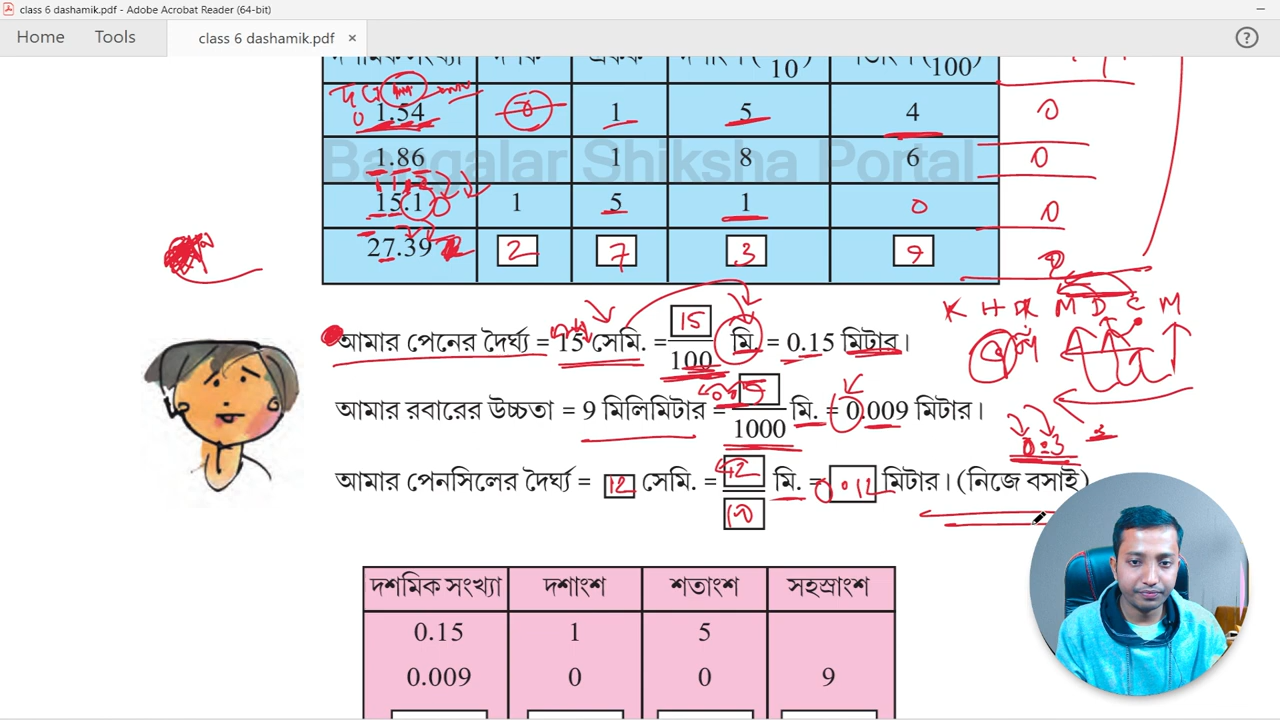 class 6 dashamik.pdf - Adobe Acrobat Reader (64-bit)
Home Tools class 6 dashamik.pdf ×
10 100
1.54 0 1 5 4 0
1.86 1 8 6 0
Bangalar Shiksha Portal
15.1 0 1 5 1 0 0
27.39 2 7 3 9 0
K H M D C M
আমার পেনের দৈর্ঘ্য = 15 সেমি. = 15/100 মি. = 0.15 মিটার।
আমার রবারের উচ্চতা = 9 মিলিমিটার = 9/1000 মি. = 0.009 মিটার।
0.3
আমার পেনসিলের দৈর্ঘ্য = 12 সেমি. = 12/100 মি. = 0.12 মিটার। (নিজে বসাই)
দশমিক সংখ্যা দশাংশ শতাংশ সহস্রাংশ
0.15 1 5
0.009 0 0 9